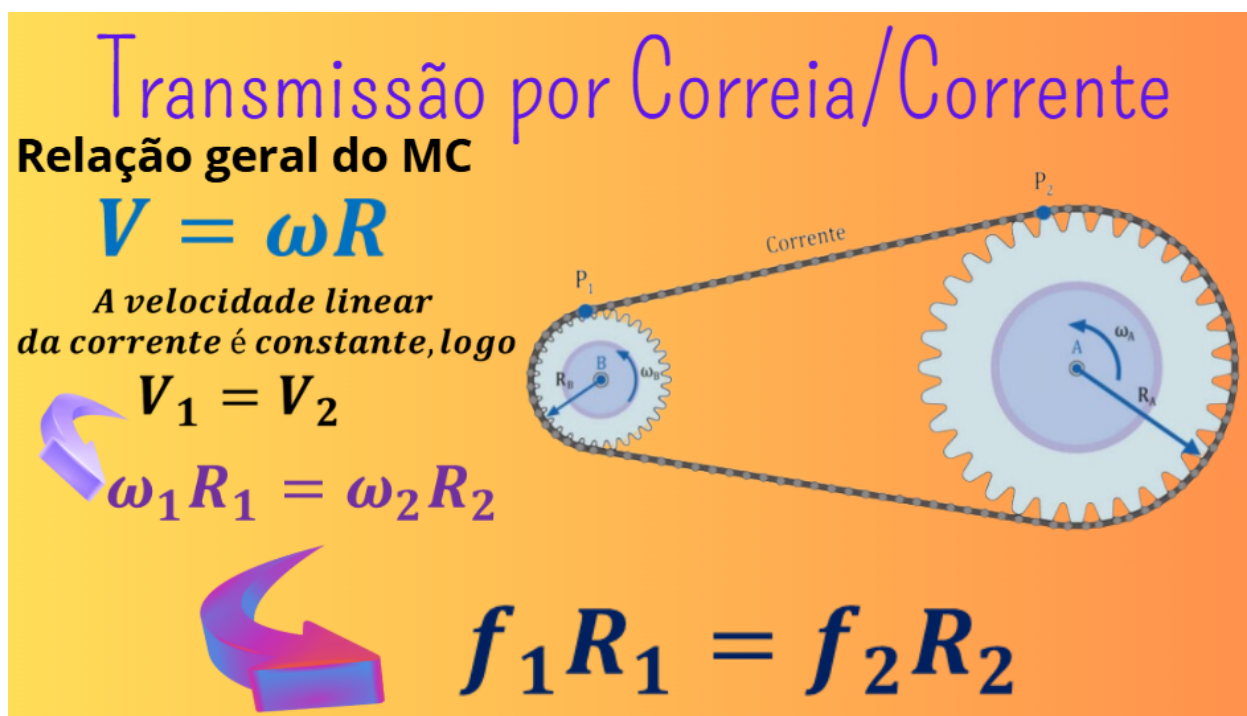 Transmissão por Correia/Corrente
Relação geral do MC
V = ωR
A velocidade linear
da corrente é constante, logo
V₁ = V₂
ω₁R₁ = ω₂R₂
f₁R₁ = f₂R₂
P₂
Corrente
P₁
B
R_B
ω_B
ω_A
A
R_A